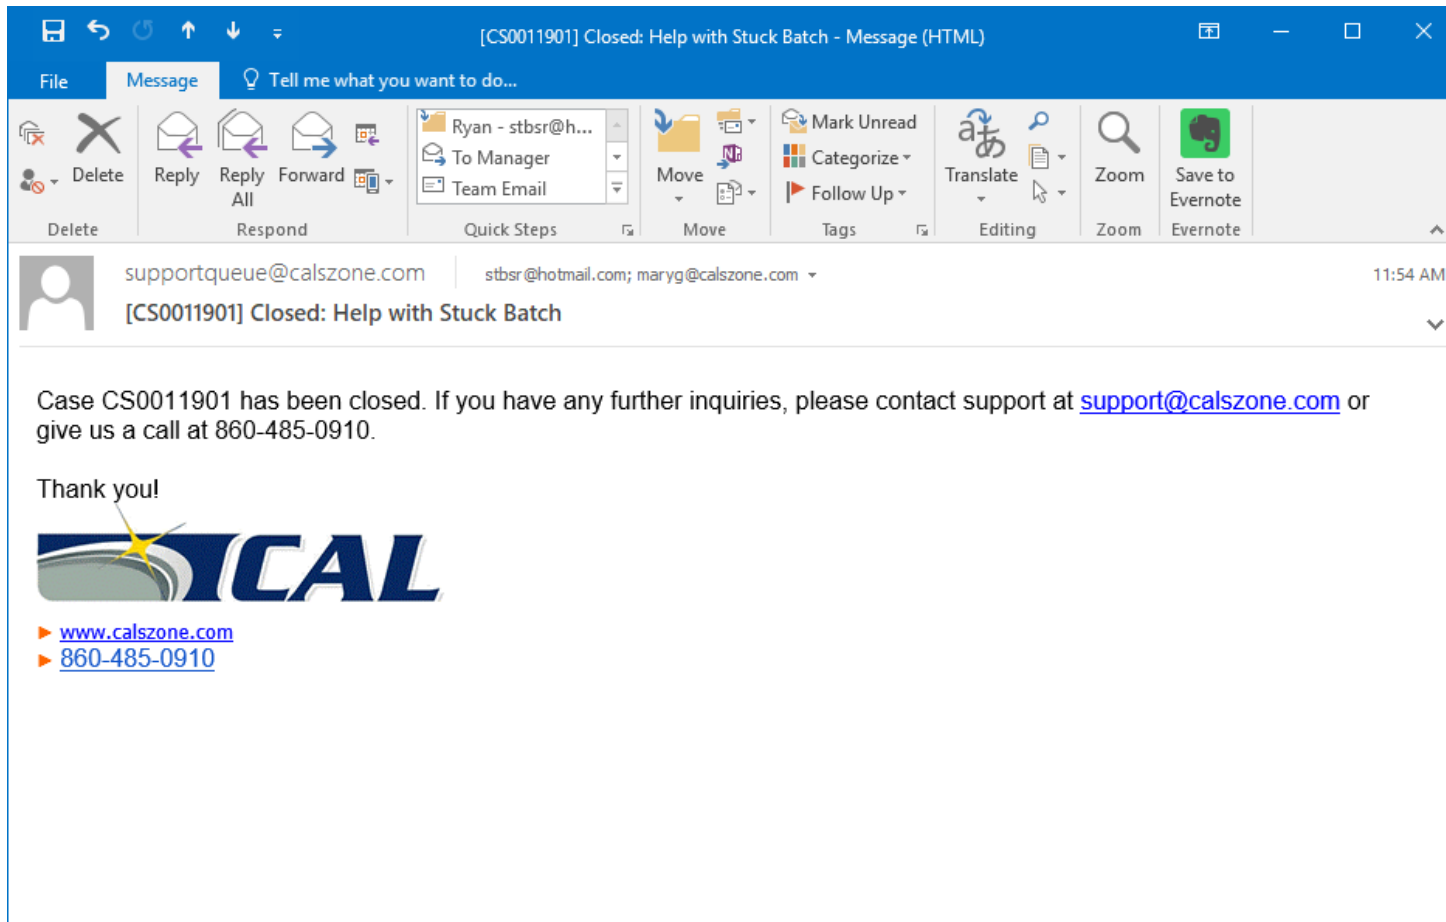 [CS0011901] Closed: Help with Stuck Batch - Message (HTML)
File Message Tell me what you want to do...
Delete
Reply
Reply All
Forward
Ryan - stbsr@h...
To Manager
Team Email
Move
Mark Unread
Categorize
Follow Up
Translate
Zoom
Save to Evernote
Delete Respond Quick Steps Move Tags Editing Zoom Evernote
supportqueue@calszone.com stbsr@hotmail.com; maryg@calszone.com 11:54 AM
[CS0011901] Closed: Help with Stuck Batch
Case CS0011901 has been closed. If you have any further inquiries, please contact support at support@calszone.com or
give us a call at 860-485-0910.
Thank you!
CAL
www.calszone.com
860-485-0910